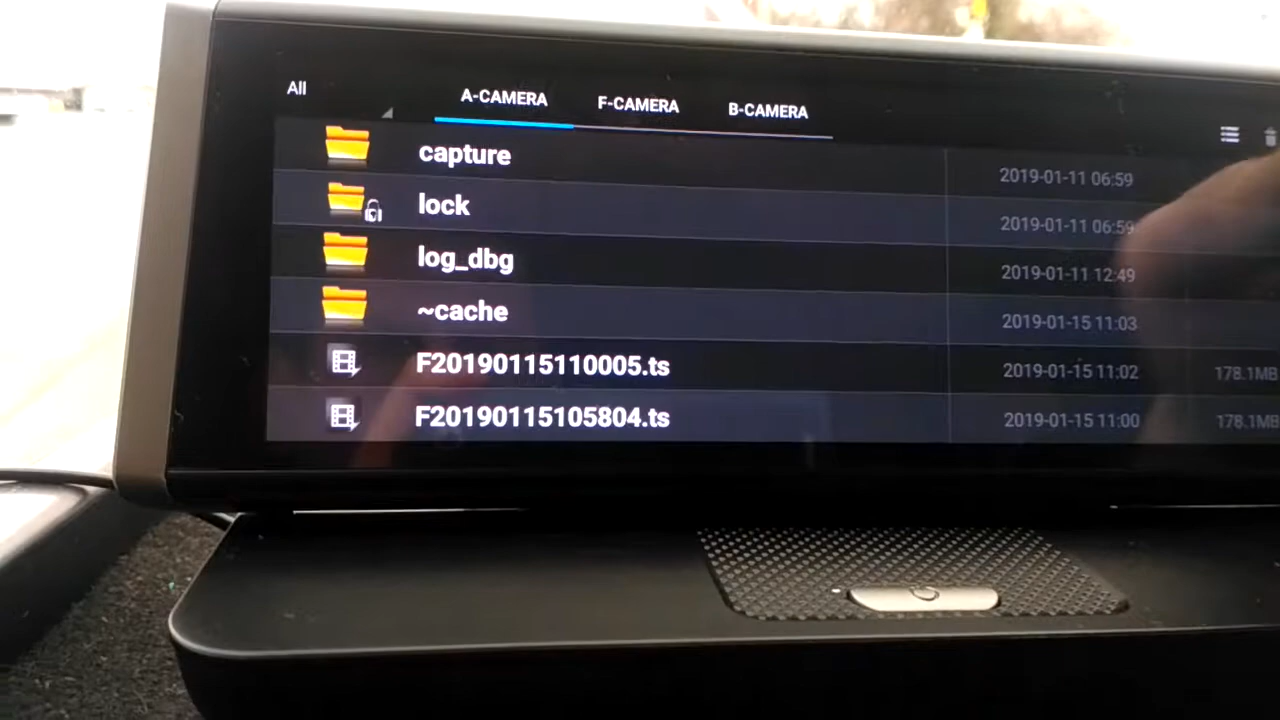 All
A-CAMERA F-CAMERA B-CAMERA
capture 2019-01-11 06:59
lock 2019-01-11 06:59
log_dbg 2019-01-11 12:49
~cache 2019-01-15 11:03
F20190115110005.ts 2019-01-15 11:02 178.1MB
F20190115105804.ts 2019-01-15 11:00 178.1MB